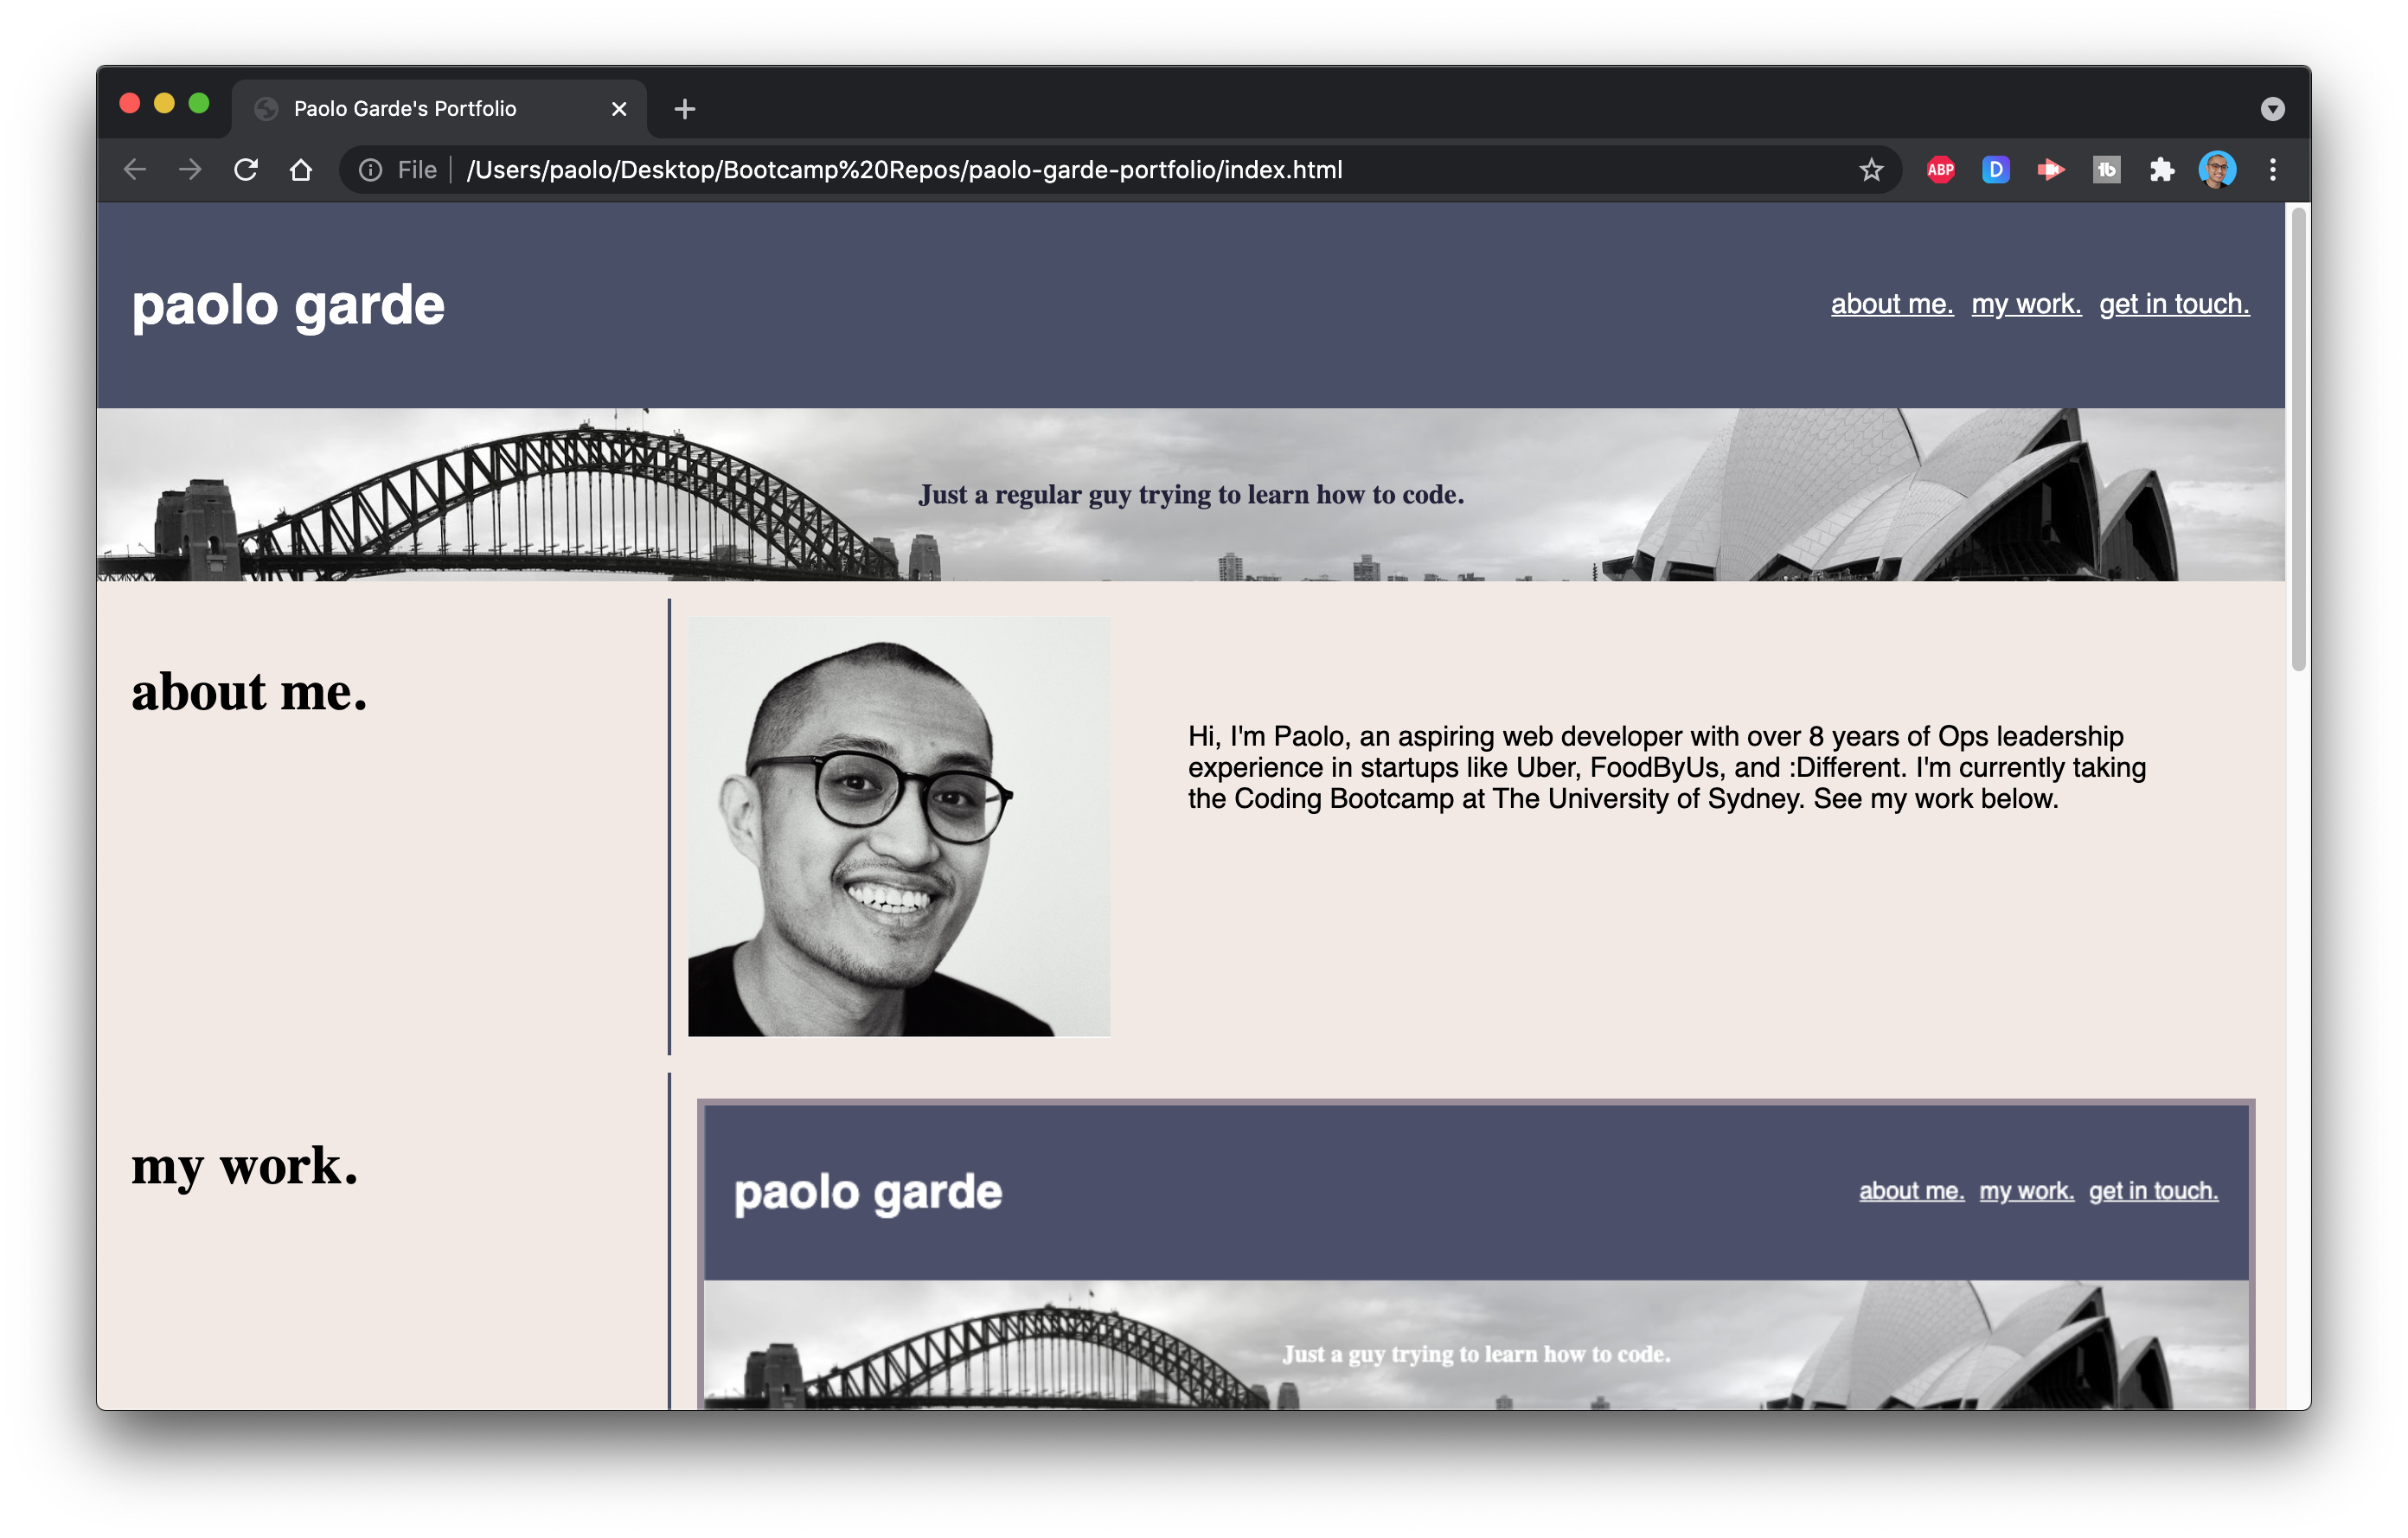 Paolo Garde's Portfolio
File /Users/paolo/Desktop/Bootcamp%20Repos/paolo-garde-portfolio/index.html
ABP D tb
paolo garde about me. my work. get in touch.
Just a regular guy trying to learn how to code.
about me.
Hi, I'm Paolo, an aspiring web developer with over 8 years of Ops leadership
experience in startups like Uber, FoodByUs, and :Different. I'm currently taking
the Coding Bootcamp at The University of Sydney. See my work below.
my work.
paolo garde about me. my work. get in touch.
Just a guy trying to learn how to code.